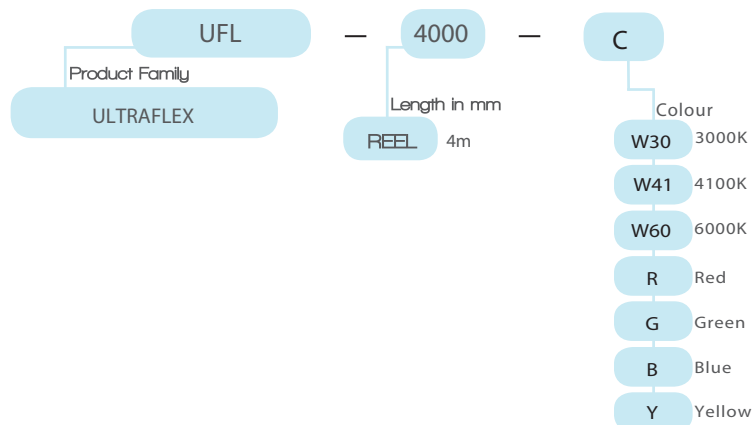 UFL — 4000 — C
Product Family
ULTRAFLEX
Length in mm
REEL 4m
Colour
W30 3000K
W41 4100K
W60 6000K
R Red
G Green
B Blue
Y Yellow